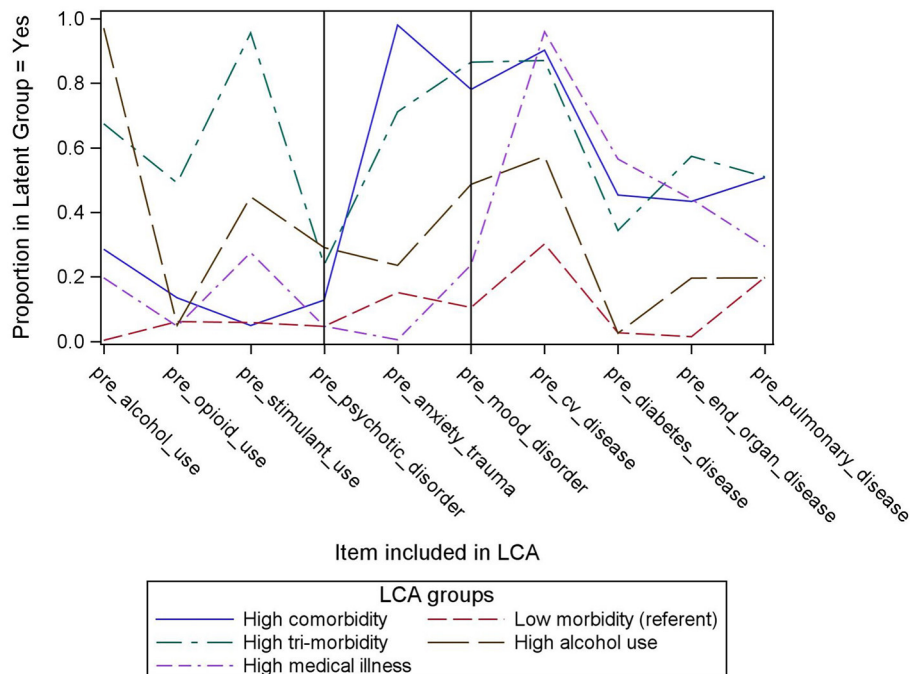 Proportion in Latent Group = Yes
1.0
0.8
0.6
0.4
0.2
0.0
pre_alcohol_use
pre_opioid_use
pre_stimulant_use
pre_psychotic_disorder
pre_anxiety_trauma
pre_mood_disorder
pre_cv_disease
pre_diabetes_disease
pre_end_organ_disease
pre_pulmonary_disease
Item included in LCA
LCA groups
High comorbidity
Low morbidity (referent)
High tri-morbidity
High alcohol use
High medical illness